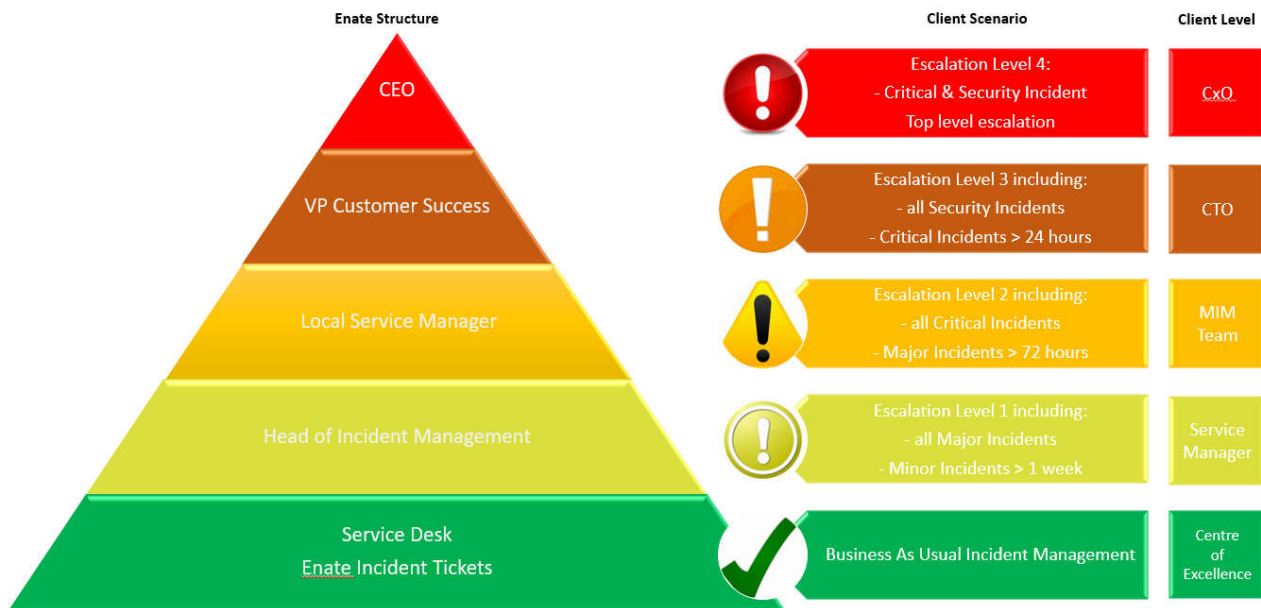 Enate Structure
Client Scenario
Client Level
CEO
Escalation Level 4:
- Critical & Security Incident
Top level escalation
CxO
VP Customer Success
Escalation Level 3 including:
- all Security Incidents
- Critical Incidents > 24 hours
CTO
Local Service Manager
Escalation Level 2 including:
- all Critical Incidents
- Major Incidents > 72 hours
MIM
Team
Head of Incident Management
Escalation Level 1 including:
- all Major Incidents
- Minor Incidents > 1 week
Service
Manager
Service Desk
Enate Incident Tickets
Business As Usual Incident Management
Centre
of
Excellence